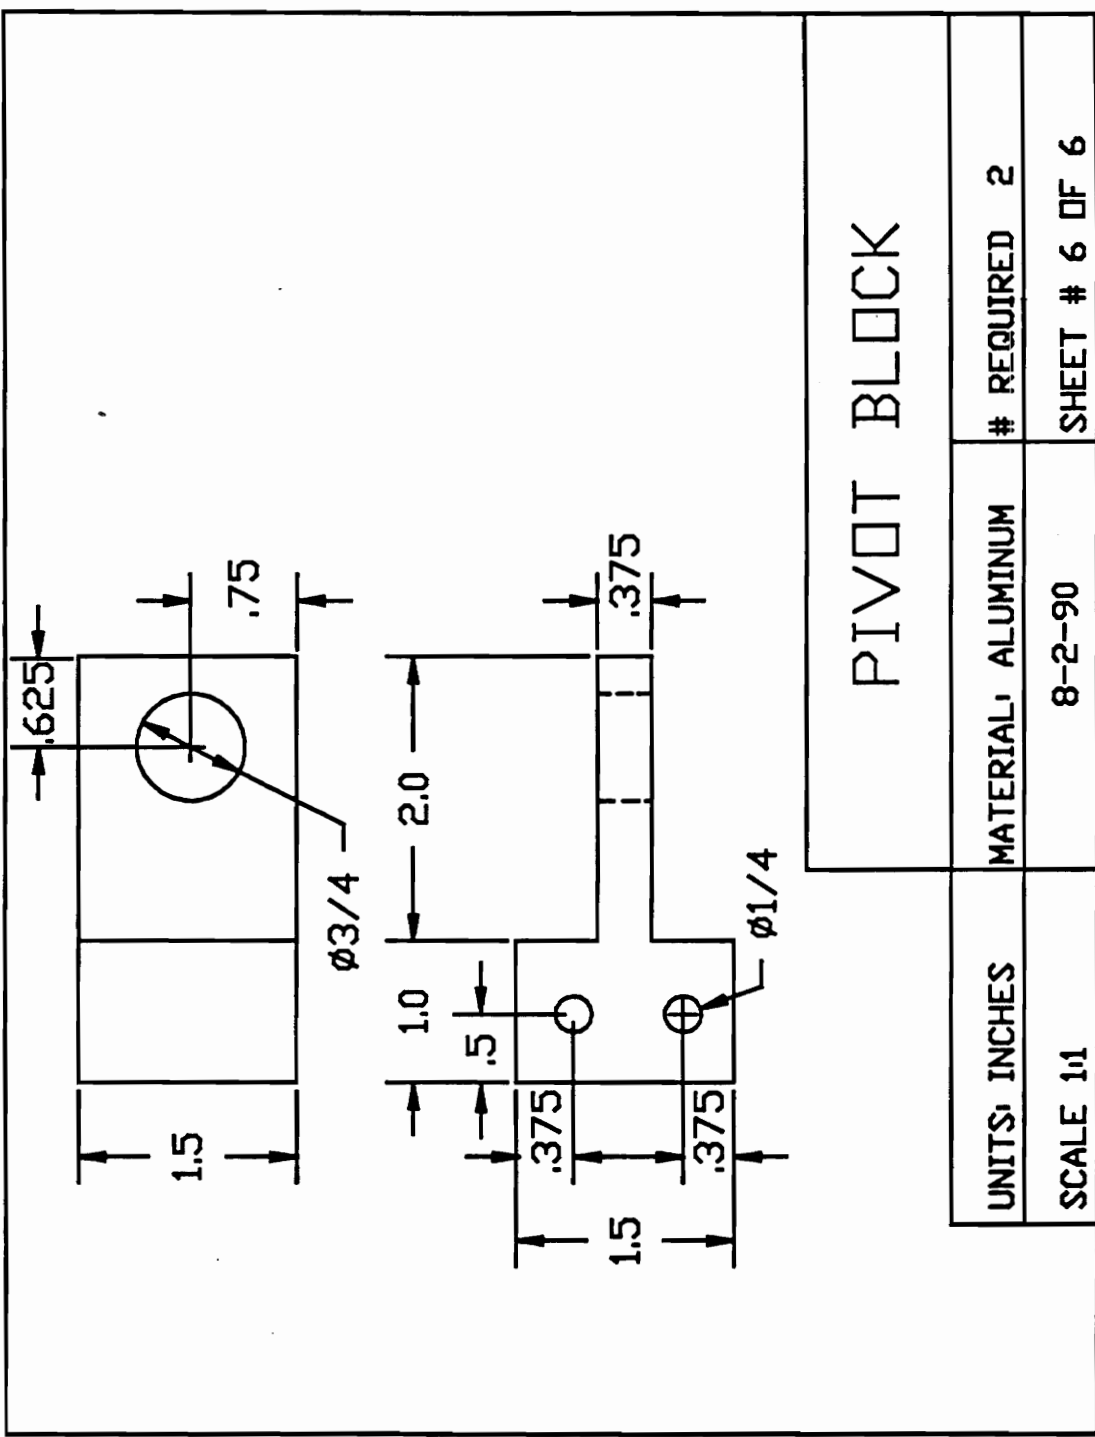 .625
.75
Ø3/4
1.5
2.0
1.0
.5
.375
.375
.375
1.5
Ø1/4
PIVOT BLOCK
UNITS: INCHES
MATERIAL: ALUMINUM
# REQUIRED 2
SCALE 1:1
8-2-90
SHEET # 6 OF 6